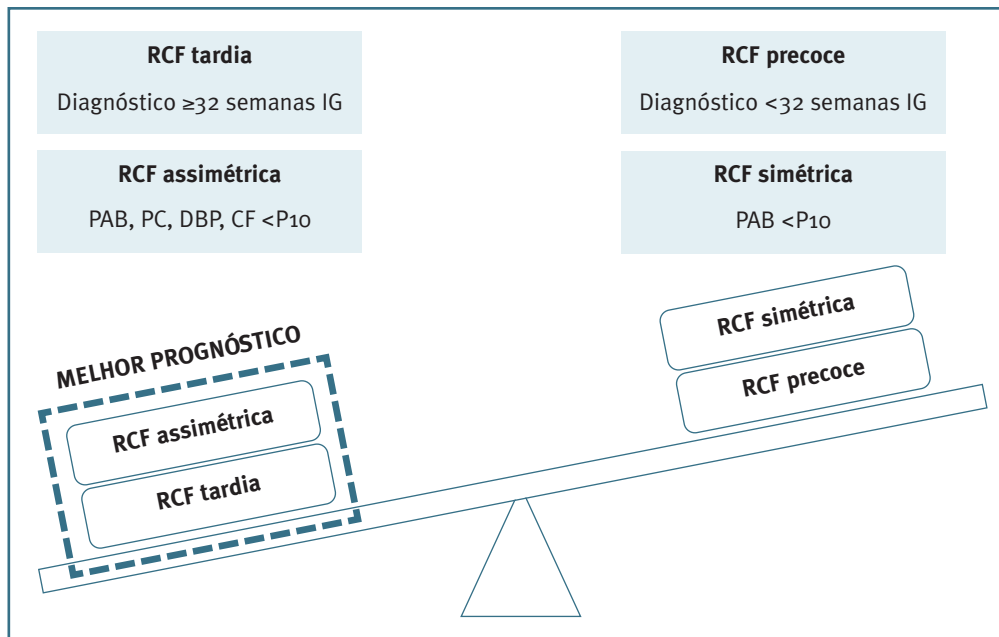 RCF tardia
Diagnóstico ≥32 semanas IG
RCF precoce
Diagnóstico <32 semanas IG
RCF assimétrica
PAB, PC, DBP, CF <P10
RCF simétrica
PAB <P10
MELHOR PROGNÓSTICO
RCF assimétrica
RCF tardia
RCF simétrica
RCF precoce